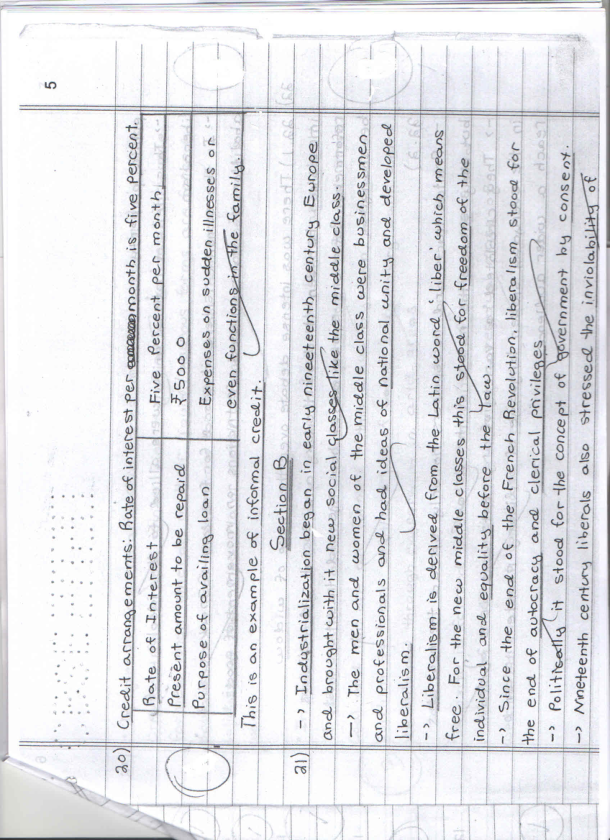 5
20) Credit arrangements: Rate of interest per month is five percent.
Rate of Interest Five Percent per month
Present amount to be repaid ₹5000
Purpose of availing loan Expenses on sudden illnesses or
even functions in the family.
This is an example of informal credit.
Section B
21) -> Industrialization began in early nineteenth century Europe
and brought with it new social classes like the middle class.
-> The men and women of the middle class were businessmen
and professionals and had ideas of national unity and developed
liberalism.
-> Liberalism is derived from the Latin word 'liber' which means
free. For the new middle classes this stood for freedom of the
individual and equality before the law.
-> Since the end of the French Revolution, liberalism stood for
the end of autocracy and clerical privileges
-> Politically it stood for the concept of government by consent.
-> Nineteenth century liberals also stressed the inviolability of